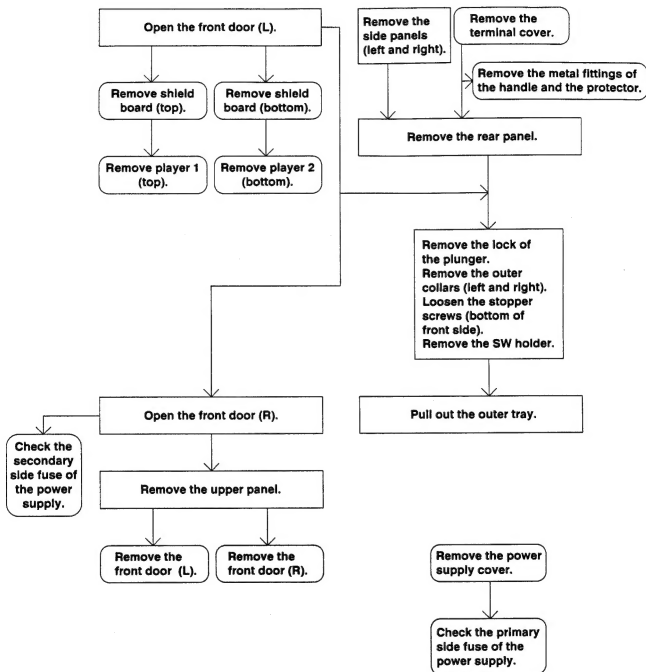 Open the front door (L).
Remove shield
board (top).
Remove shield
board (bottom).
Remove player 1
(top).
Remove player 2
(bottom).
Remove the
side panels
(left and right).
Remove the
terminal cover.
Remove the metal fittings of
the handle and the protector.
Remove the rear panel.
Remove the lock of
the plunger.
Remove the outer
collars (left and right).
Loosen the stopper
screws (bottom of
front side).
Remove the SW holder.
Pull out the outer tray.
Open the front door (R).
Check the
secondary
side fuse of
the power
supply.
Remove the upper panel.
Remove the
front door (L).
Remove the
front door (R).
Remove the power
supply cover.
Check the primary
side fuse of the
power supply.